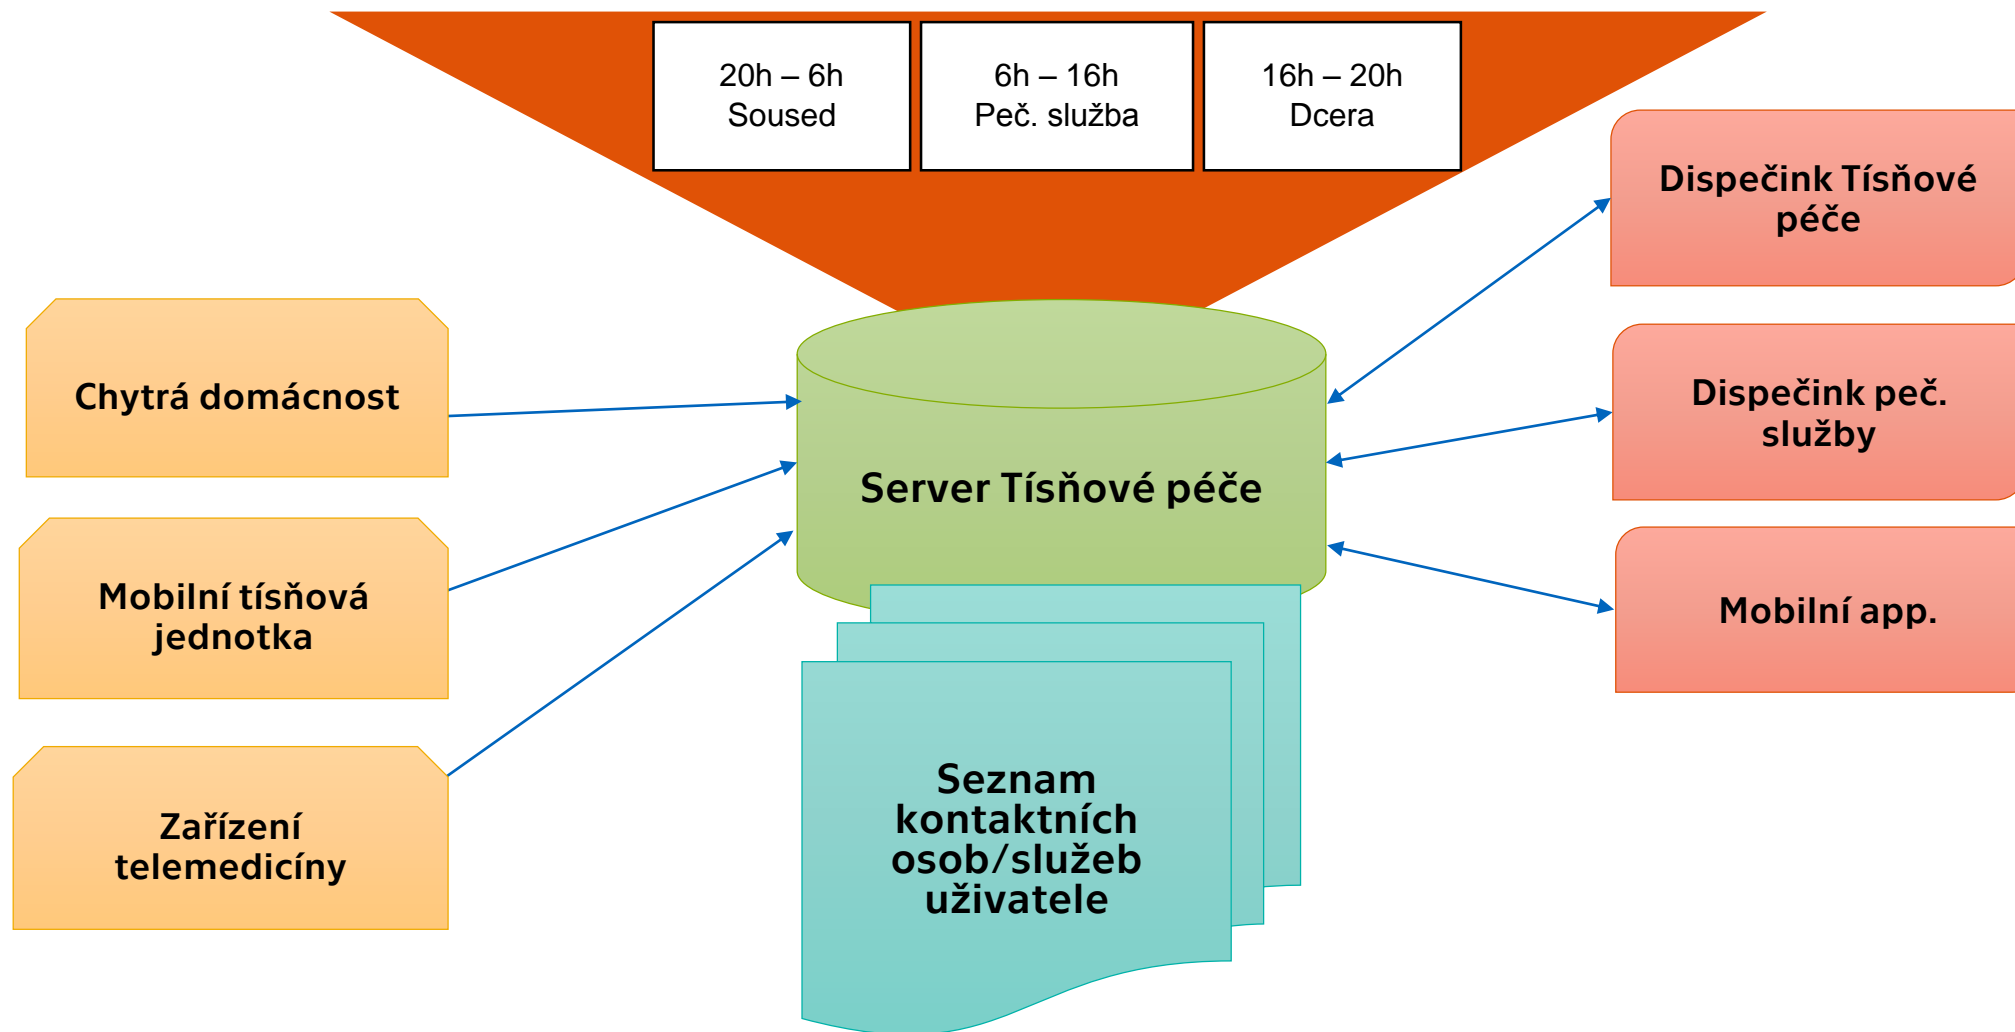 20h – 6h
Soused
6h – 16h
Peč. služba
16h – 20h
Dcera
Dispečink Tísňové
péče
Chytrá domácnost
Dispečink peč.
služby
Server Tísňové péče
Mobilní tísňová
jednotka
Mobilní app.
Zařízení
telemedicíny
Seznam
kontaktních
osob/služeb
uživatele